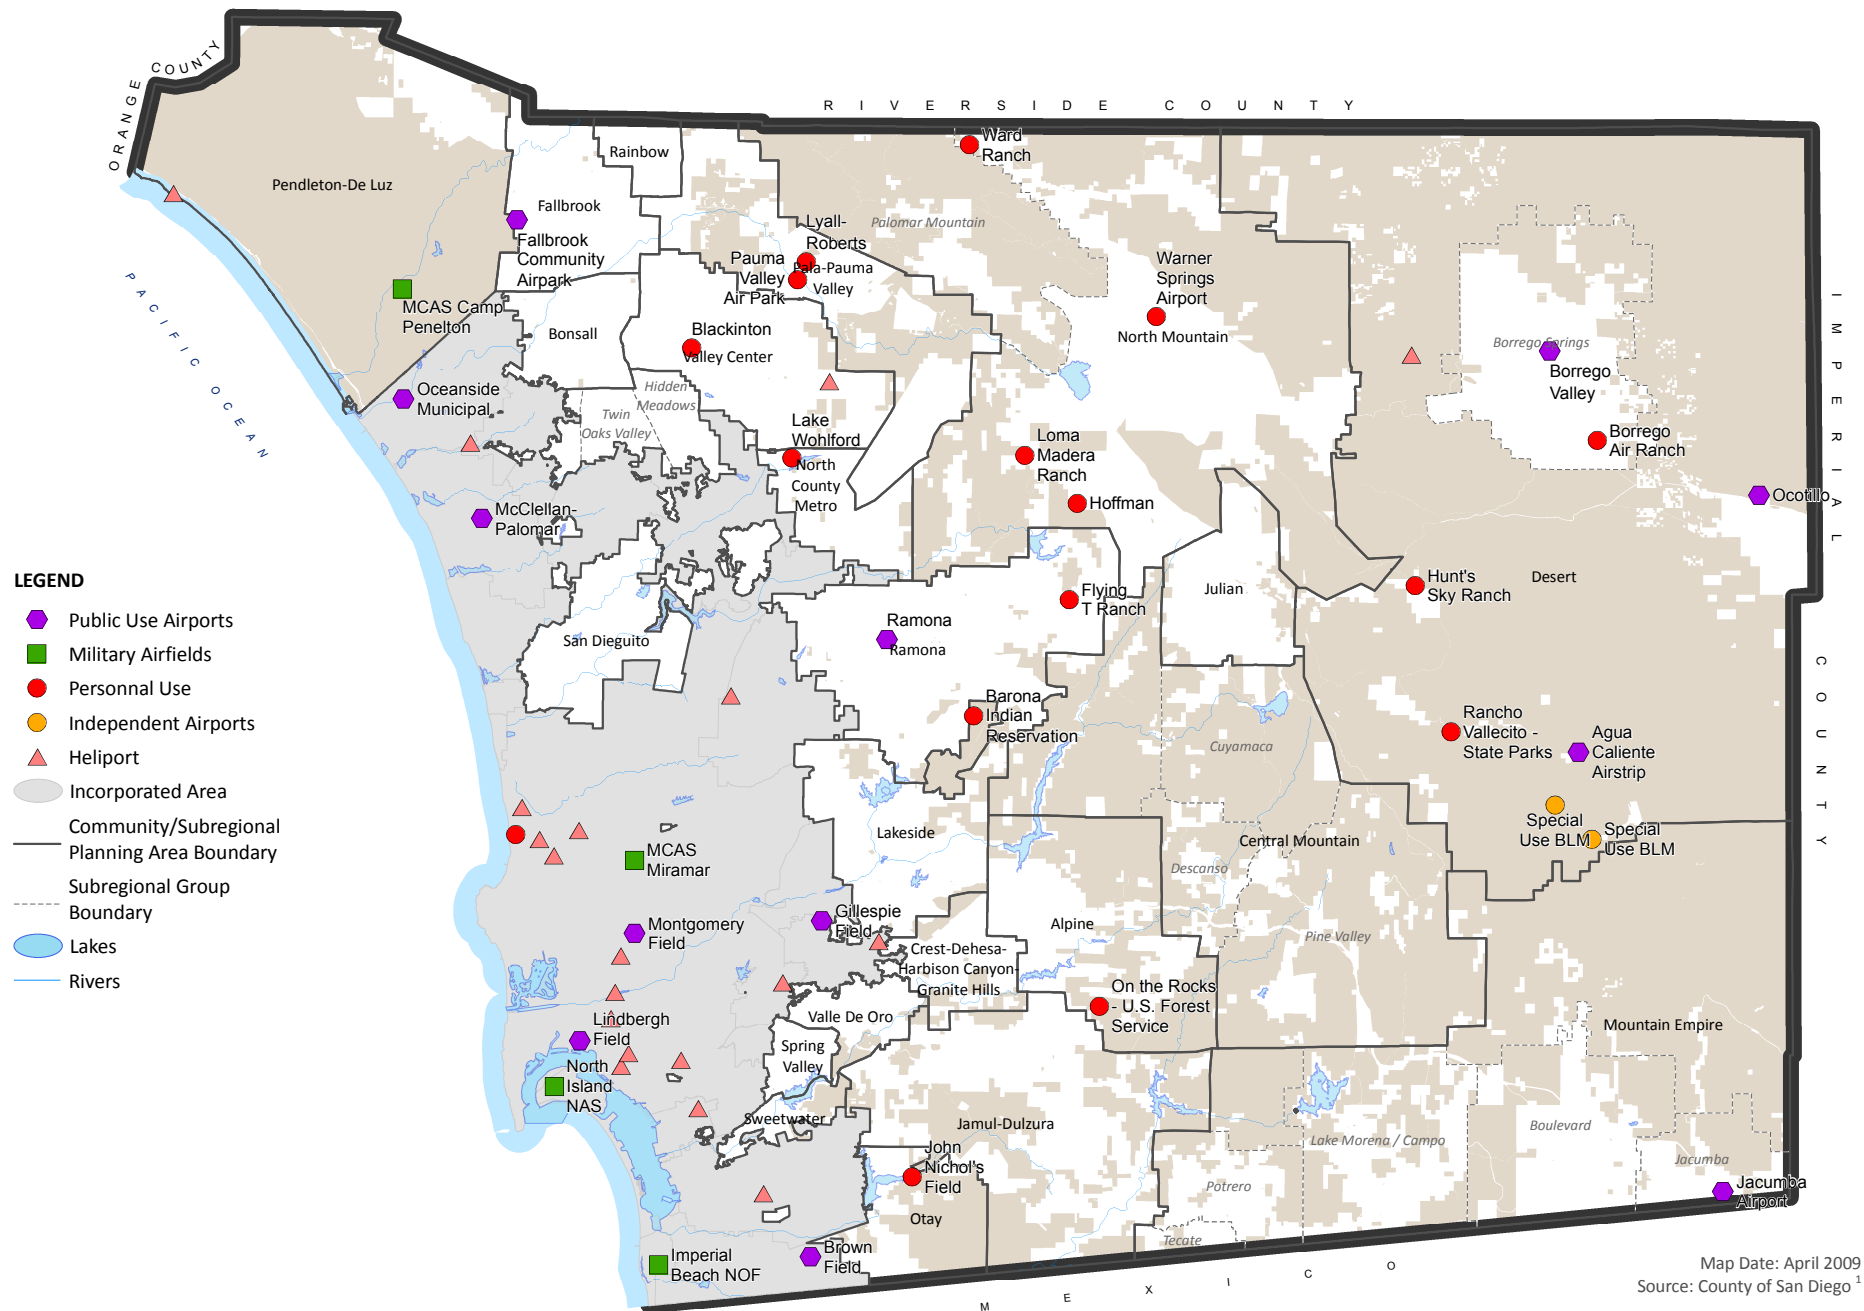 ORANGE COUNTY
RIVERSIDE COUNTY
IMPERIAL COUNTY
MEXICO
PACIFIC OCEAN
Pendleton-De Luz
Rainbow
Fallbrook
Fallbrook
Community
Airpark
MCAS Camp
Penelton
Bonsall
Oceanside
Municipal
McClellan-
Palomar
Ward
Ranch
Palomar Mountain
Lyall-
Roberts
Pauma
Valley
Air Park
Pala-Pauma
Valley
Blackinton
Valley Center
Hidden
Meadows
Twin
Oaks Valley
Lake
Wohlford
North
County
Metro
Warner
Springs
Airport
North Mountain
Loma
Madera
Ranch
Hoffman
Flying
T Ranch
Julian
Borrego Springs
Borrego
Valley
Borrego
Air Ranch
Ocotillo
Desert
Hunt's
Sky Ranch
San Dieguito
Ramona
Ramona
Barona
Indian
Reservation
Cuyamaca
Rancho
Vallecito -
State Parks
Agua
Caliente
Airstrip
Special
Use BLM
Special
Use BLM
Lakeside
Central Mountain
Descanso
Pine Valley
Alpine
MCAS
Miramar
Montgomery
Field
Gillespie
Field
Crest-Dehesa-
Harbison Canyon-
Granite Hills
On the Rocks
- U.S. Forest
Service
Valle De Oro
Spring
Valley
Sweetwater
Lindbergh
Field
North
Island
NAS
Mountain Empire
Jamul-Dulzura
Lake Morena / Campo
Boulevard
Jacumba
Jacumba
Airport
Potrero
Tecate
John
Nichol's
Field
Otay
Brown
Field
Imperial
Beach NOF
LEGEND
Public Use Airports
Military Airfields
Personnal Use
Independent Airports
Heliport
Incorporated Area
Community/Subregional
Planning Area Boundary
Subregional Group
Boundary
Lakes
Rivers
Map Date: April 2009
Source: County of San Diego 1